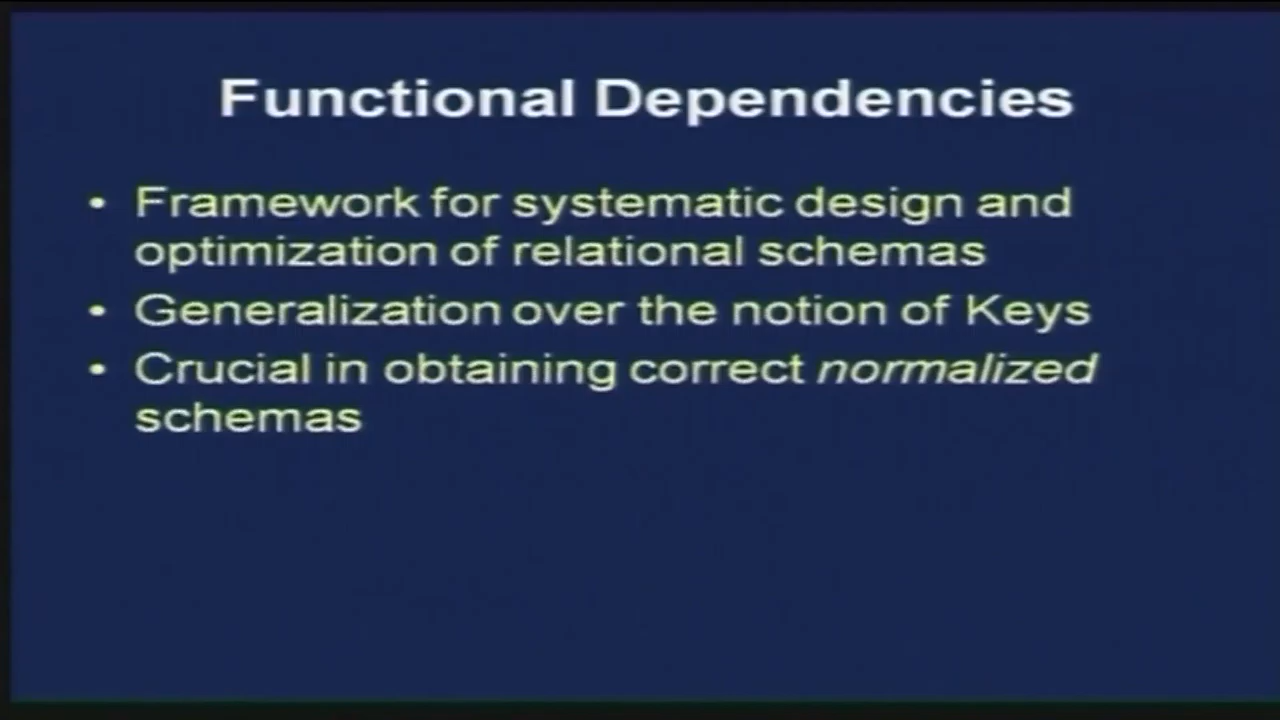 Functional Dependencies
• Framework for systematic design and
optimization of relational schemas
• Generalization over the notion of Keys
• Crucial in obtaining correct normalized
schemas